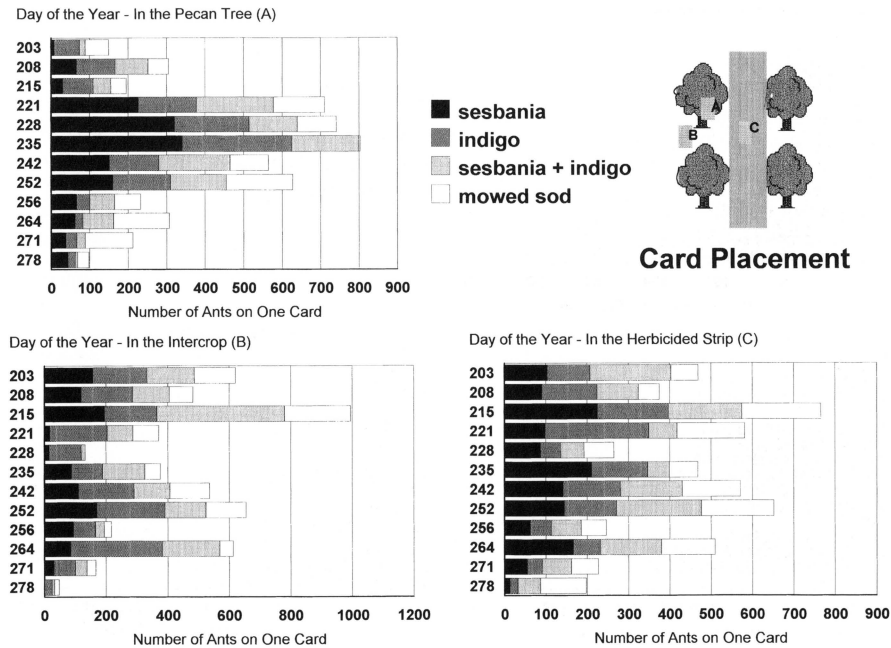 Day of the Year - In the Pecan Tree (A)
203
208
215
221
228
235
242
252
256
264
271
278
0 100 200 300 400 500 600 700 800 900
Number of Ants on One Card
sesbania
indigo
sesbania + indigo
mowed sod
A
B
C
Card Placement
Day of the Year - In the Intercrop (B)
203
208
215
221
228
235
242
252
256
264
271
278
0 200 400 600 800 1000 1200
Number of Ants on One Card
Day of the Year - In the Herbicided Strip (C)
203
208
215
221
228
235
242
252
256
264
271
278
0 100 200 300 400 500 600 700 800 900
Number of Ants on One Card